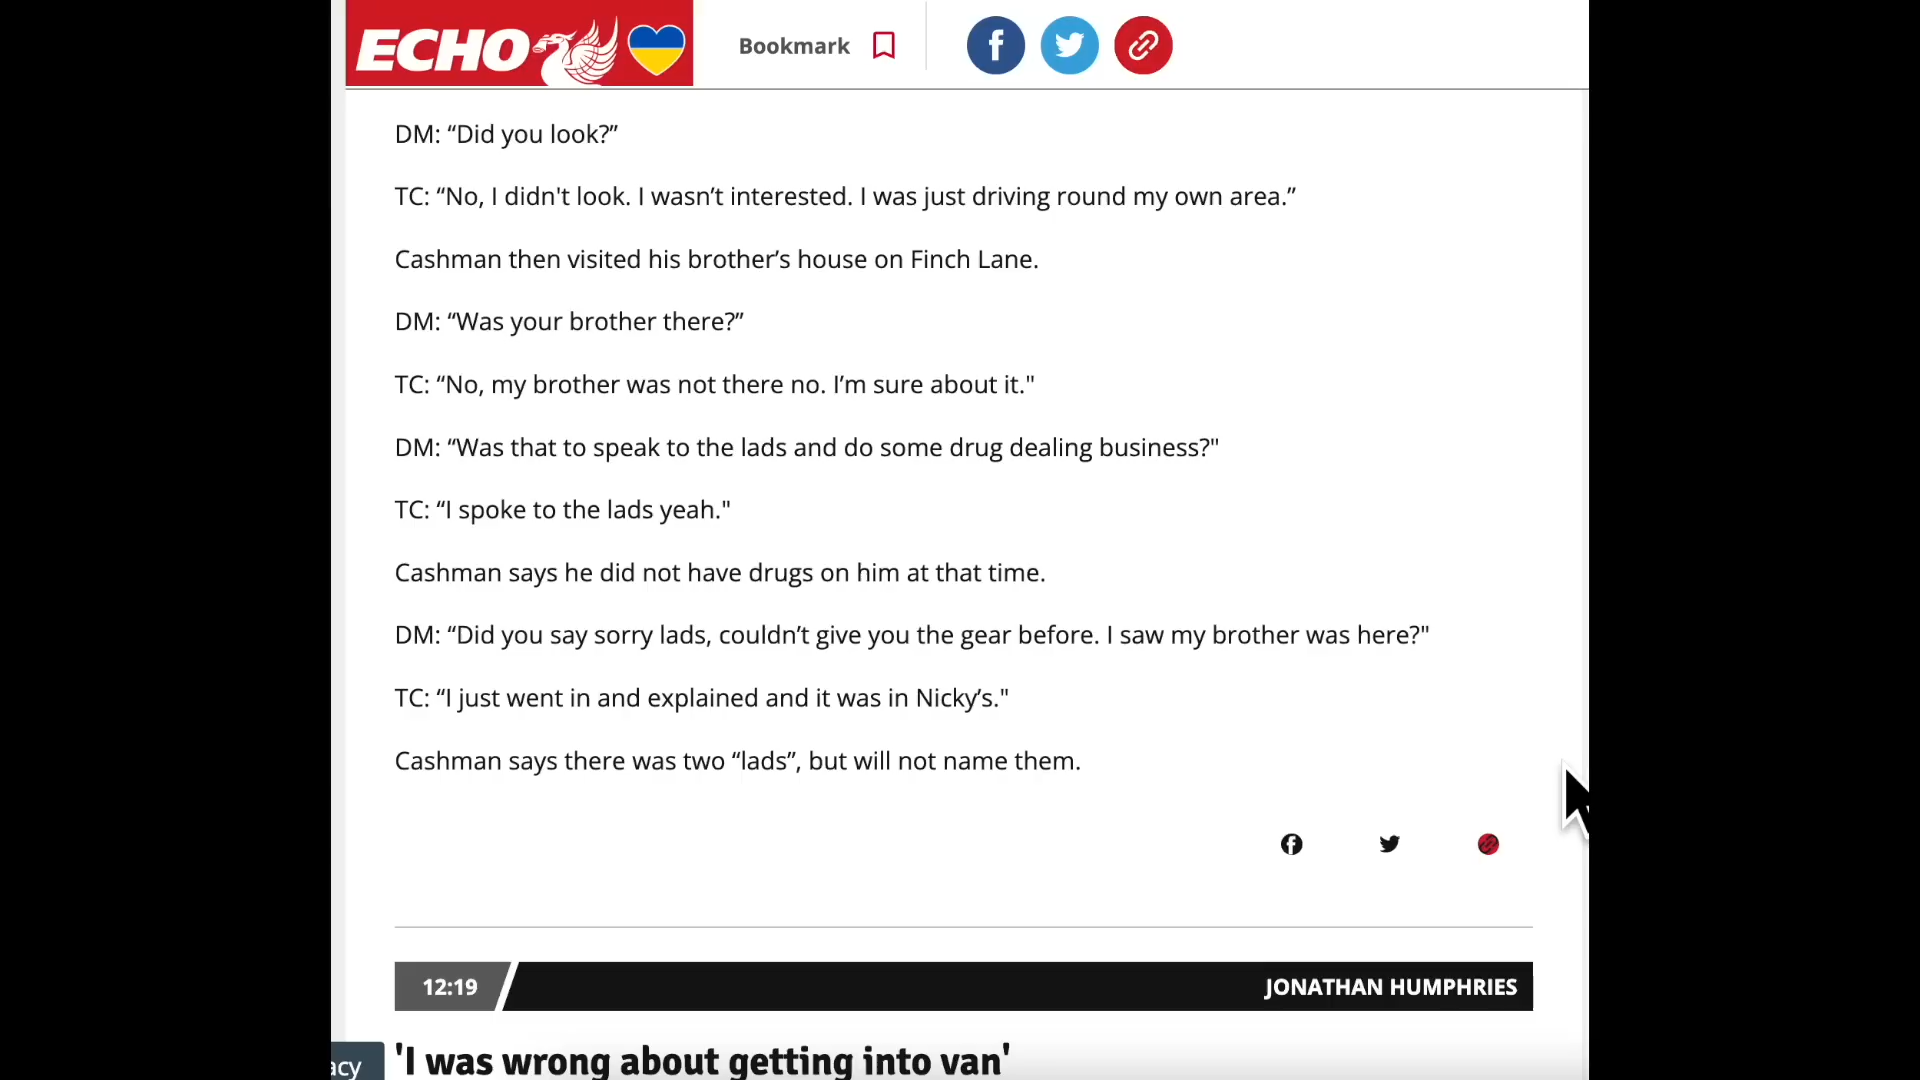 ECHO
Bookmark
DM: “Did you look?”
TC: “No, I didn't look. I wasn’t interested. I was just driving round my own area.”
Cashman then visited his brother’s house on Finch Lane.
DM: “Was your brother there?”
TC: “No, my brother was not there no. I’m sure about it."
DM: “Was that to speak to the lads and do some drug dealing business?"
TC: “I spoke to the lads yeah."
Cashman says he did not have drugs on him at that time.
DM: “Did you say sorry lads, couldn’t give you the gear before. I saw my brother was here?"
TC: “I just went in and explained and it was in Nicky’s."
Cashman says there was two “lads”, but will not name them.
12:19
JONATHAN HUMPHRIES
acy
'I was wrong about getting into van'